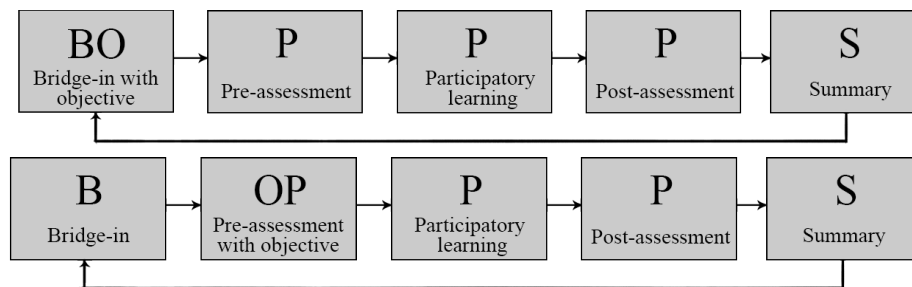 BO
Bridge-in with
objective
P
Pre-assessment
P
Participatory
learning
P
Post-assessment
S
Summary
B
Bridge-in
OP
Pre-assessment
with objective
P
Participatory
learning
P
Post-assessment
S
Summary